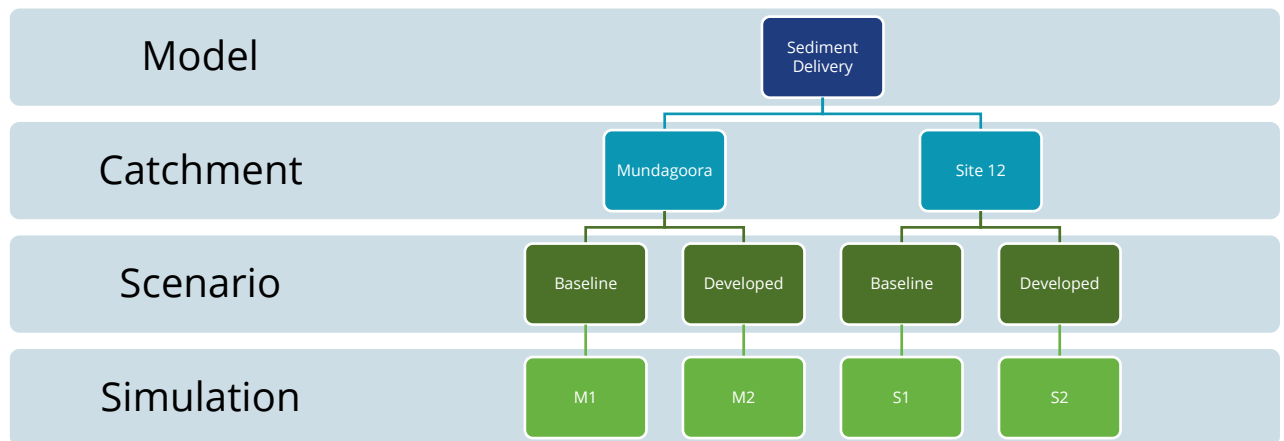 Model
Sediment
Delivery
Catchment
Mundagoora
Site 12
Scenario
Baseline
Developed
Baseline
Developed
Simulation
M1
M2
S1
S2